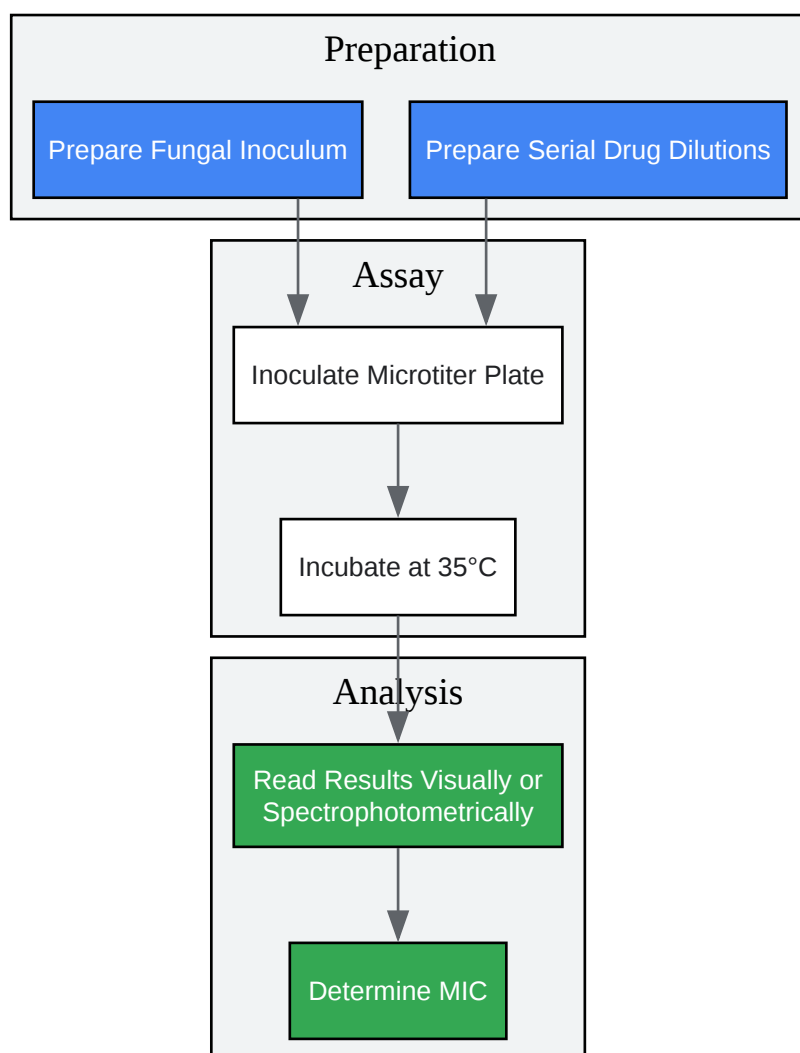 Preparation
Prepare Fungal Inoculum
Prepare Serial Drug Dilutions
Assay
Inoculate Microtiter Plate
Incubate at 35°C
Analysis
Read Results Visually or
Spectrophotometrically
Determine MIC